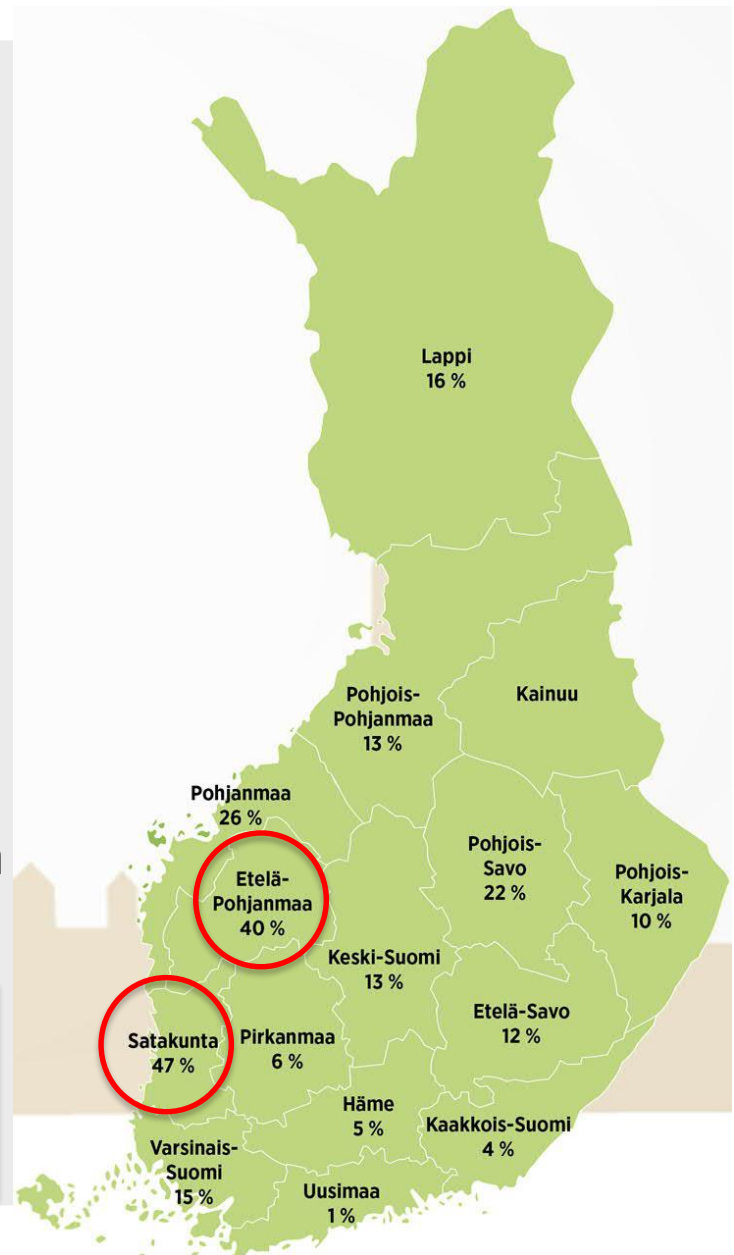 Lappi
16 %
Pohjois-
Pohjanmaa
13 %
Kainuu
Pohjanmaa
26 %
Etelä-
Pohjanmaa
40 %
Pohjois-
Savo
22 %
Pohjois-
Karjala
10 %
Keski-Suomi
13 %
Etelä-Savo
12 %
Satakunta
47 %
Pirkanmaa
6 %
Häme
5 %
Kaakkois-Suomi
4 %
Varsinais-
Suomi
15 %
Uusimaa
1 %